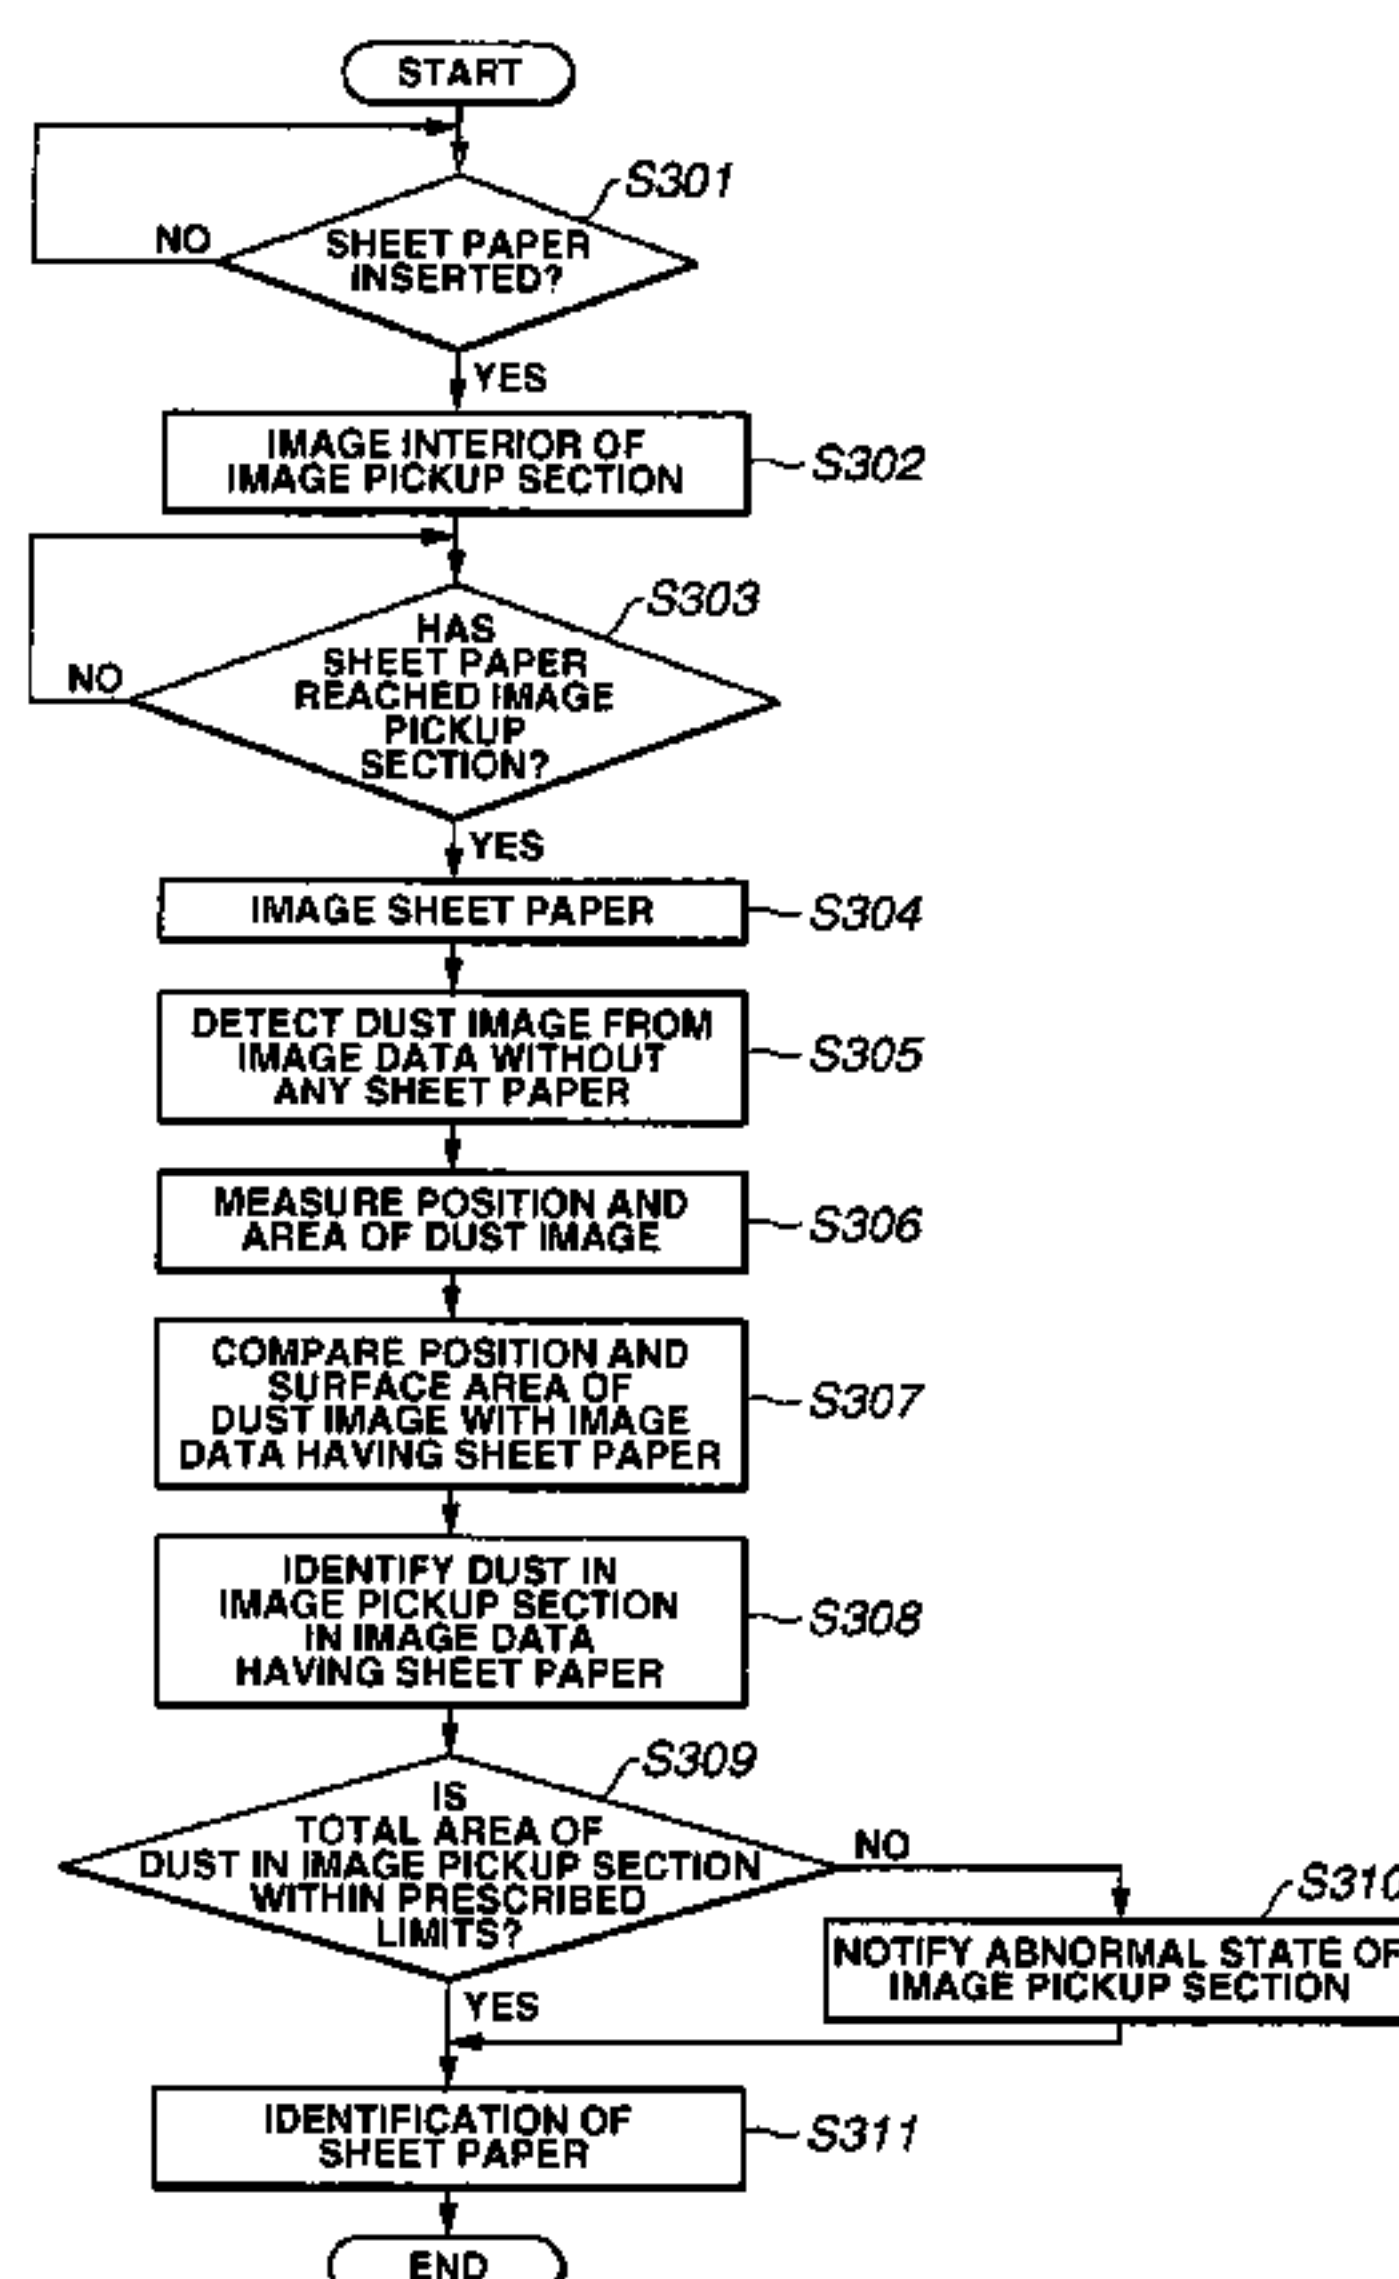 START
S301
NO
SHEET PAPER
INSERTED?
YES
IMAGE INTERIOR OF
IMAGE PICKUP SECTION
S302
S303
HAS
SHEET PAPER
REACHED IMAGE
PICKUP
SECTION?
NO
YES
IMAGE SHEET PAPER
S304
DETECT DUST IMAGE FROM
IMAGE DATA WITHOUT
ANY SHEET PAPER
S305
MEASURE POSITION AND
AREA OF DUST IMAGE
S306
COMPARE POSITION AND
SURFACE AREA OF
DUST IMAGE WITH IMAGE
DATA HAVING SHEET PAPER
S307
IDENTIFY DUST IN
IMAGE PICKUP SECTION
IN IMAGE DATA
HAVING SHEET PAPER
S308
S309
IS
TOTAL AREA OF
DUST IN IMAGE PICKUP SECTION
WITHIN PRESCRIBED
LIMITS?
NO
S310
NOTIFY ABNORMAL STATE OF
IMAGE PICKUP SECTION
YES
IDENTIFICATION OF
SHEET PAPER
S311
END